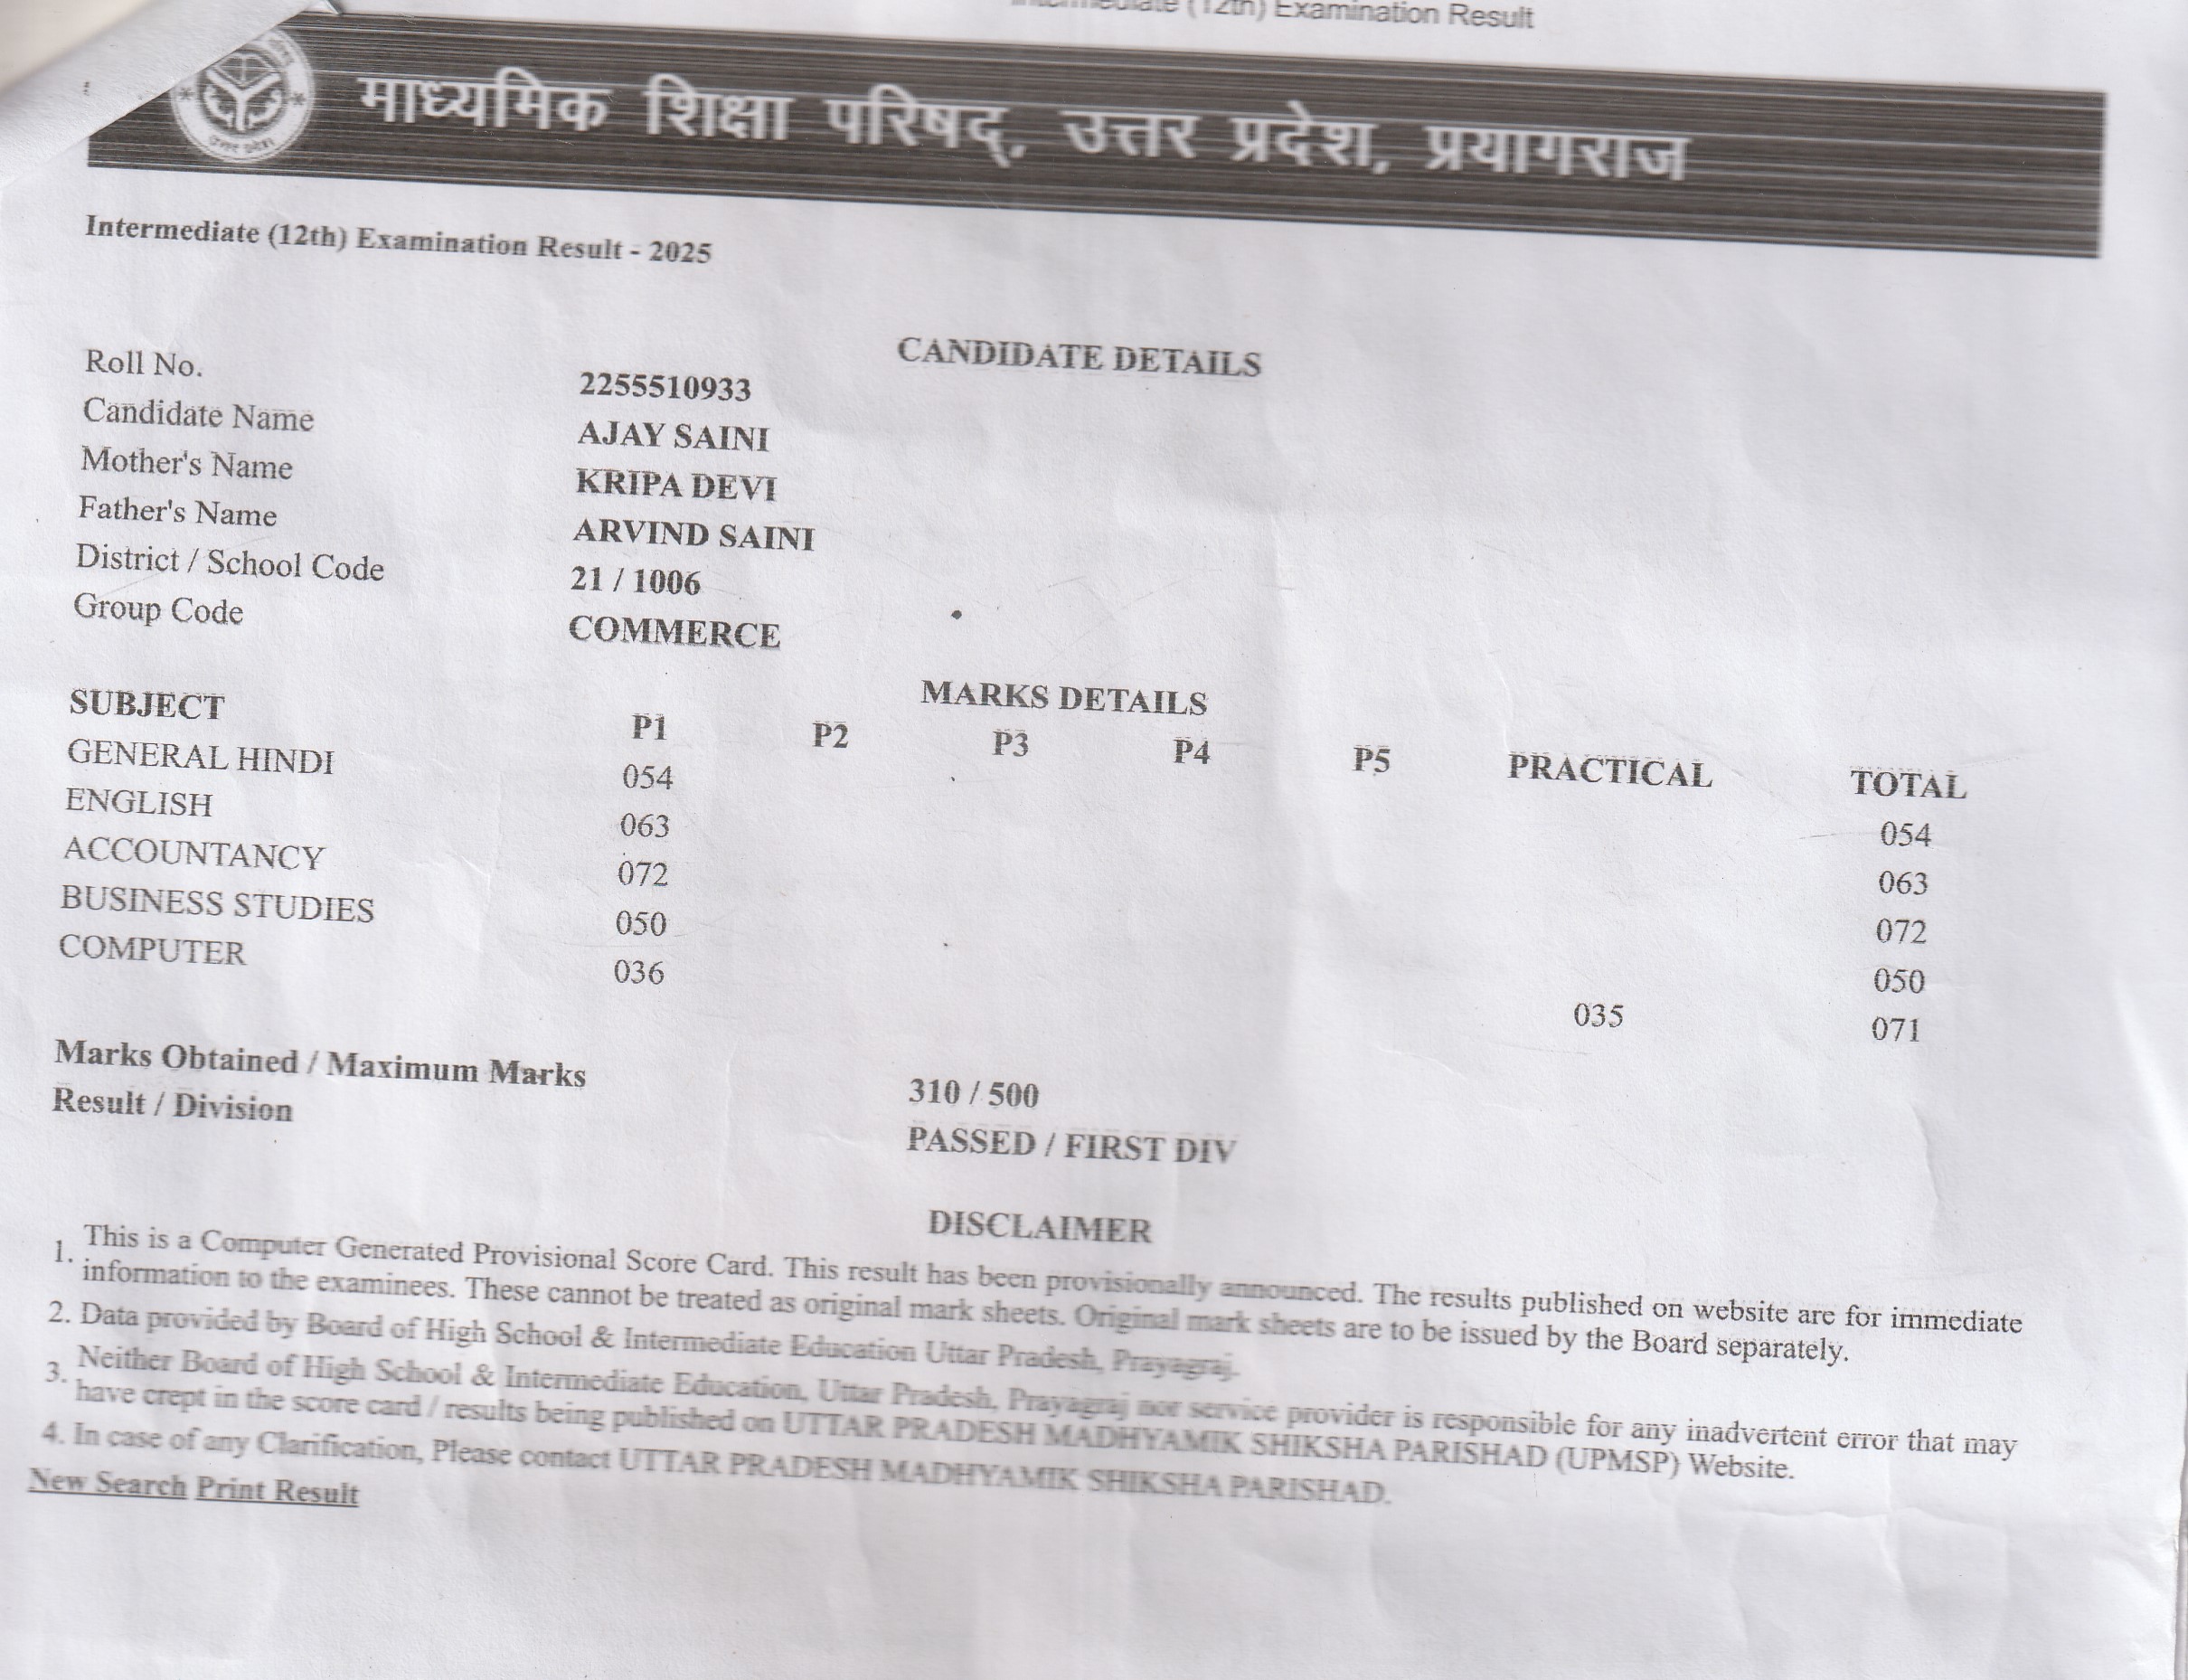 Intermediate (12th) Examination Result
माध्यमिक शिक्षा परिषद्, उत्तर प्रदेश, प्रयागराज
Intermediate (12th) Examination Result - 2025
CANDIDATE DETAILS
Roll No. 2255510933
Candidate Name AJAY SAINI
Mother's Name KRIPA DEVI
Father's Name ARVIND SAINI
District / School Code 21 / 1006
Group Code COMMERCE
MARKS DETAILS
SUBJECT P1 P2 P3 P4 P5 PRACTICAL TOTAL
GENERAL HINDI 054 054
ENGLISH 063 063
ACCOUNTANCY 072 072
BUSINESS STUDIES 050 050
COMPUTER 036 035 071
Marks Obtained / Maximum Marks 310 / 500
Result / Division PASSED / FIRST DIV
DISCLAIMER
1. This is a Computer Generated Provisional Score Card. This result has been provisionally announced. The results published on website are for immediate
information to the examinees. These cannot be treated as original mark sheets. Original mark sheets are to be issued by the Board separately.
2. Data provided by Board of High School & Intermediate Education Uttar Pradesh, Prayagraj.
3. Neither Board of High School & Intermediate Education, Uttar Pradesh, Prayagraj nor service provider is responsible for any inadvertent error that may
have crept in the score card / results being published on UTTAR PRADESH MADHYAMIK SHIKSHA PARISHAD (UPMSP) Website.
4. In case of any Clarification, Please contact UTTAR PRADESH MADHYAMIK SHIKSHA PARISHAD.
New Search Print Result